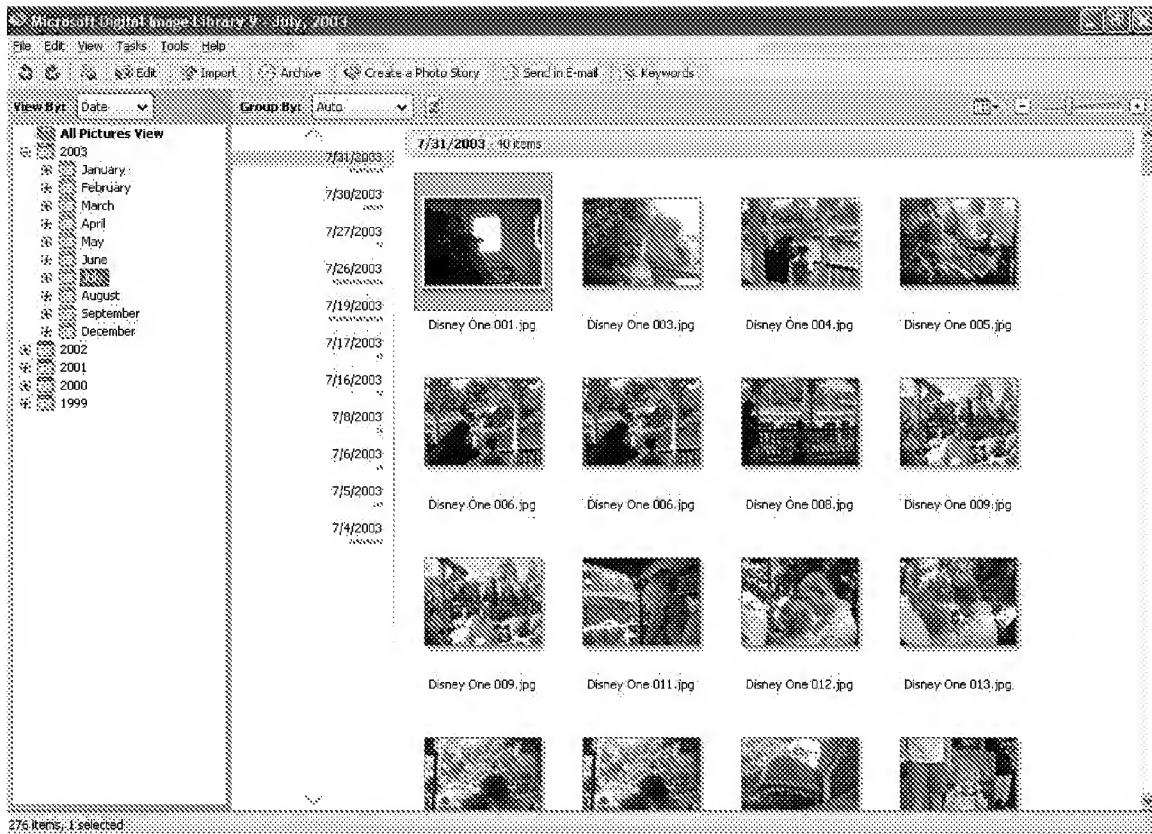 Microsoft Digital Image Library 9 - July, 2003
File Edit View Tasks Tools Help
Edit Import Archive Create a Photo Story Send in E-mail Keywords
View By: Date Group By: Auto
All Pictures View
2003
January
February
March
April
May
June
August
September
December
2002
2001
2000
1999
7/31/2003
7/30/2003
7/27/2003
7/26/2003
7/19/2003
7/17/2003
7/16/2003
7/8/2003
7/6/2003
7/5/2003
7/4/2003
7/31/2003 - 40 items
Disney One 001.jpg Disney One 003.jpg Disney One 004.jpg Disney One 005.jpg
Disney One 006.jpg Disney One 006.jpg Disney One 008.jpg Disney One 009.jpg
Disney One 009.jpg Disney One 011.jpg Disney One 012.jpg Disney One 013.jpg
276 items, 1 selected